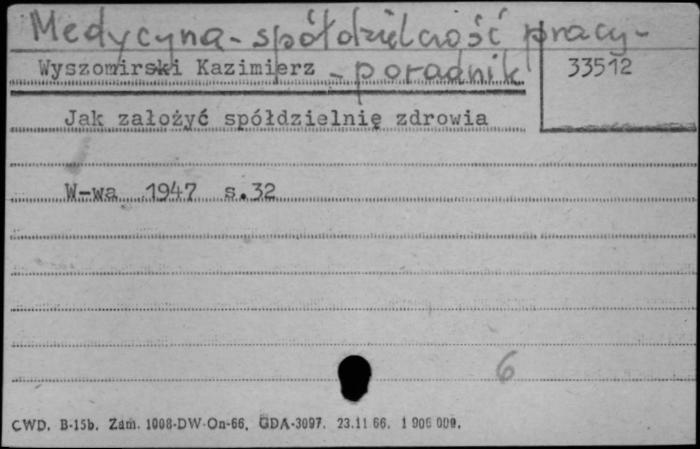 Medycyna - spółdzielczość pracy -
Wyszomirski Kazimierz - poradnik 33512
Jak założyć spółdzielnię zdrowia
W-wa 1947 s.32
6
CWD. B-15b. Zam. 1008-DW-On-66. GDA-3097. 23.11 66. 1 906 000.